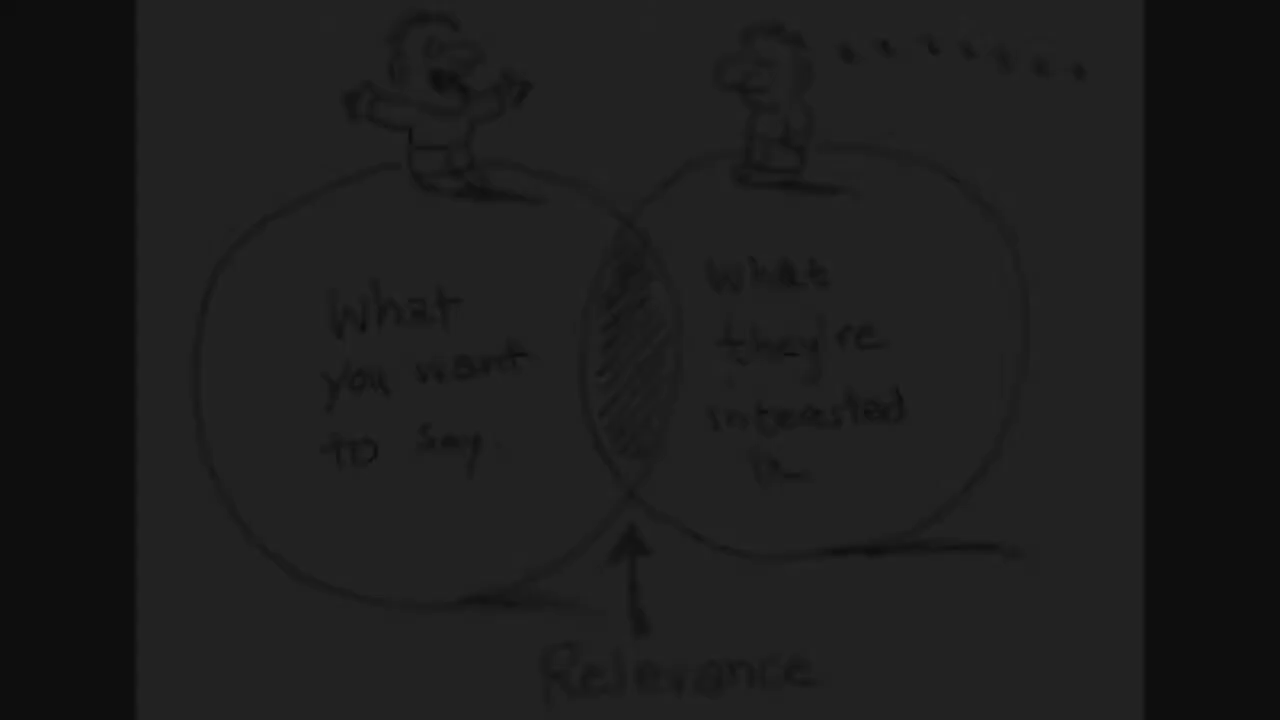 What
you want
to say.
What
they're
interested
in
Relevance